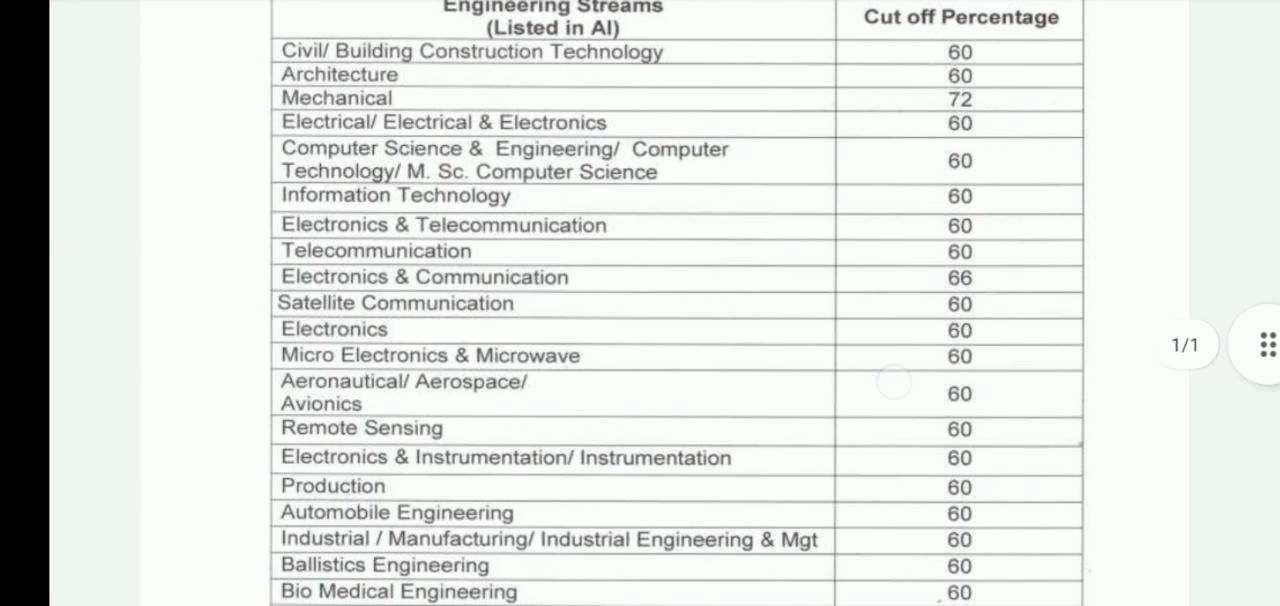 Engineering Streams
(Listed in AI)
Cut off Percentage
Civil/ Building Construction Technology 60
Architecture 60
Mechanical 72
Electrical/ Electrical & Electronics 60
Computer Science & Engineering/ Computer
Technology/ M. Sc. Computer Science 60
Information Technology 60
Electronics & Telecommunication 60
Telecommunication 60
Electronics & Communication 66
Satellite Communication 60
Electronics 60
Micro Electronics & Microwave 60
Aeronautical/ Aerospace/
Avionics 60
Remote Sensing 60
Electronics & Instrumentation/ Instrumentation 60
Production 60
Automobile Engineering 60
Industrial / Manufacturing/ Industrial Engineering & Mgt 60
Ballistics Engineering 60
Bio Medical Engineering 60
1/1